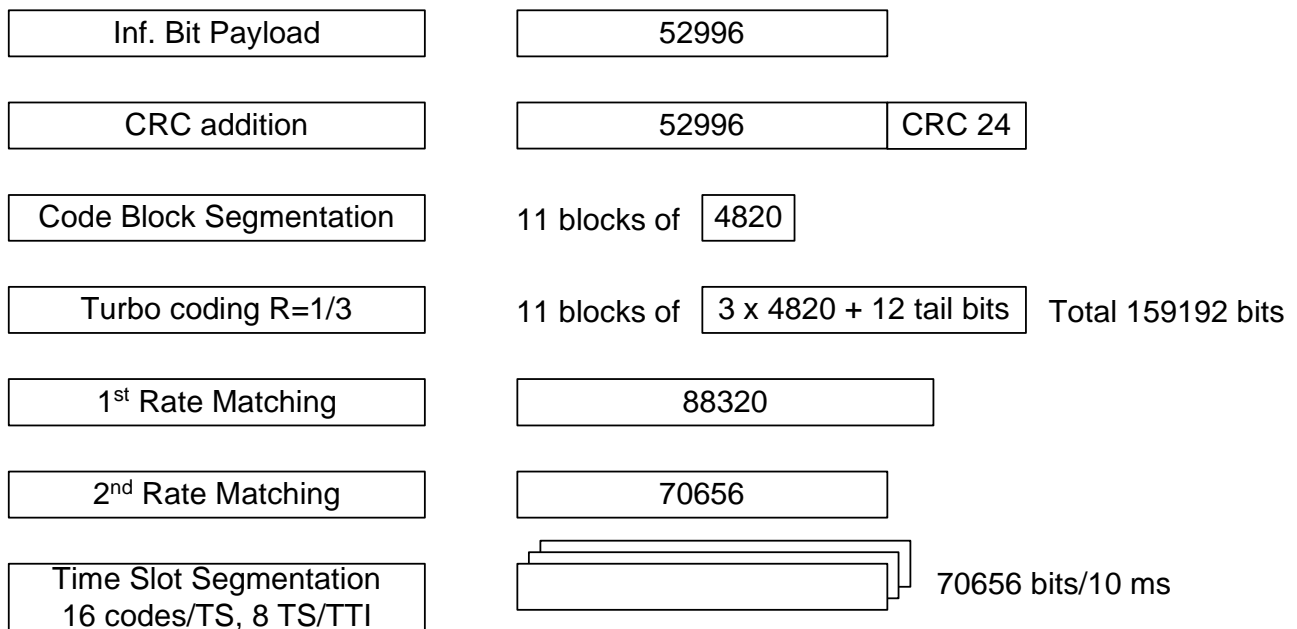 Inf. Bit Payload 52996
CRC addition 52996 CRC 24
Code Block Segmentation 11 blocks of 4820
Turbo coding R=1/3 11 blocks of 3 x 4820 + 12 tail bits Total 159192 bits
1st Rate Matching 88320
2nd Rate Matching 70656
Time Slot Segmentation
16 codes/TS, 8 TS/TTI
70656 bits/10 ms